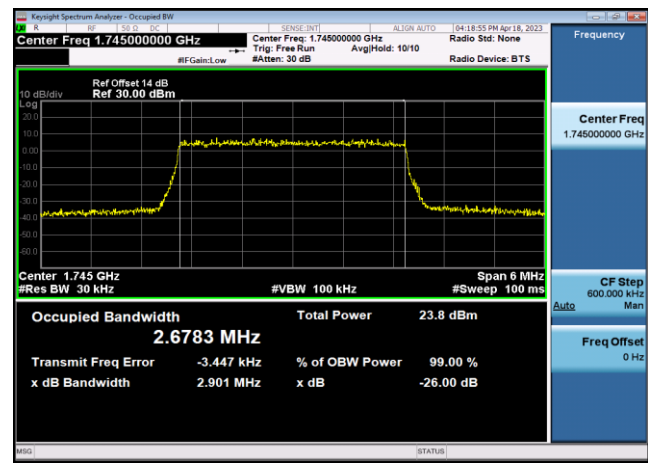 Keysight Spectrum Analyzer - Occupied BW
R RF 50 Ω DC SENSE:INT ALIGN AUTO 04:18:55 PM Apr 18, 2023
Center Freq 1.745000000 GHz
Center Freq: 1.745000000 GHz Radio Std: None
Trig: Free Run Avg|Hold: 10/10
#IFGain:Low #Atten: 30 dB Radio Device: BTS
Frequency
Ref Offset 14 dB
10 dB/div Ref 30.00 dBm
Log
20.0
10.0
0.00
-10.0
-20.0
-30.0
-40.0
-50.0
-60.0
Center 1.745 GHz Span 6 MHz
#Res BW 30 kHz #VBW 100 kHz #Sweep 100 ms
Occupied Bandwidth Total Power 23.8 dBm
2.6783 MHz
Transmit Freq Error -3.447 kHz % of OBW Power 99.00 %
x dB Bandwidth 2.901 MHz x dB -26.00 dB
Center Freq
1.745000000 GHz
CF Step
600.000 kHz
Auto Man
Freq Offset
0 Hz
MSG STATUS